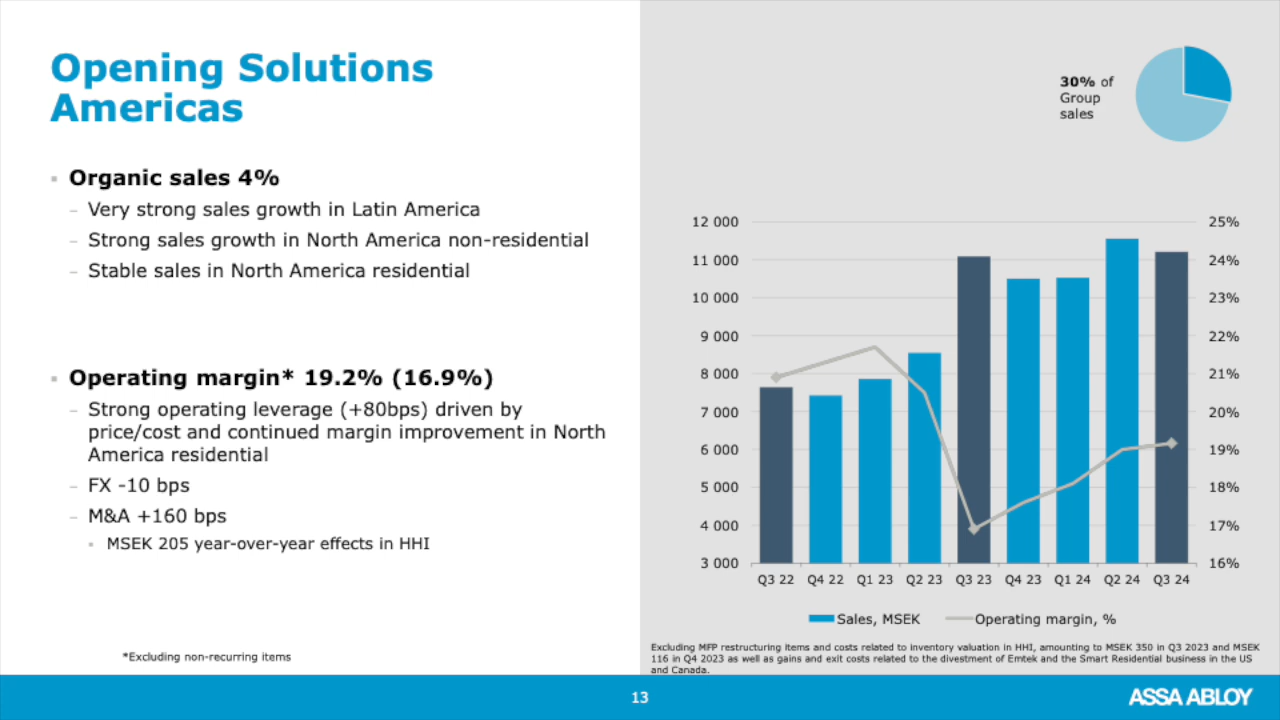 Opening Solutions
Americas
▪ Organic sales 4%
– Very strong sales growth in Latin America
– Strong sales growth in North America non-residential
– Stable sales in North America residential
▪ Operating margin* 19.2% (16.9%)
– Strong operating leverage (+80bps) driven by
price/cost and continued margin improvement in North
America residential
– FX -10 bps
– M&A +160 bps
▪ MSEK 205 year-over-year effects in HHI
*Excluding non-recurring items
30% of
Group
sales
12 000 25%
11 000 24%
10 000 23%
9 000 22%
8 000 21%
7 000 20%
6 000 19%
5 000 18%
4 000 17%
3 000 16%
Q3 22 Q4 22 Q1 23 Q2 23 Q3 23 Q4 23 Q1 24 Q2 24 Q3 24
Sales, MSEK Operating margin, %
Excluding MFP restructuring items and costs related to inventory valuation in HHI, amounting to MSEK 350 in Q3 2023 and MSEK
116 in Q4 2023 as well as gains and exit costs related to the divestment of Emtek and the Smart Residential business in the US
and Canada.
13
ASSA ABLOY